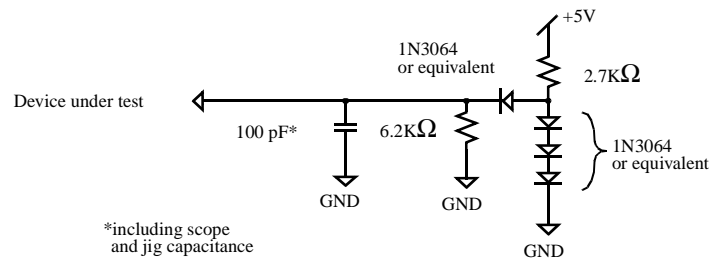 +5V
1N3064
or equivalent
2.7KΩ
Device under test
100 pF*
6.2KΩ
1N3064
or equivalent
GND
GND
GND
*including scope
and jig capacitance